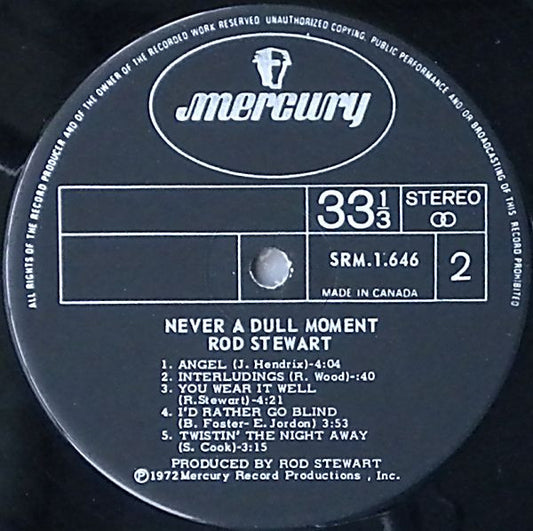 ALL RIGHTS OF THE RECORD PRODUCER AND OF THE OWNER OF THE RECORDED WORK RESERVED UNAUTHORIZED COPYING, PUBLIC PERFORMANCE AND/OR BROADCASTING OF THIS RECORD PROHIBITED
mercury
33 1/3
STEREO
SRM.1.646
2
MADE IN CANADA
NEVER A DULL MOMENT
ROD STEWART
1. ANGEL (J. Hendrix)-4:04
2. INTERLUDINGS (R. Wood)-:40
3. YOU WEAR IT WELL
(R.Stewart)-4:21
4. I'D RATHER GO BLIND
(B. Foster- E. Jordon) 3:53
5. TWISTIN' THE NIGHT AWAY
(S. Cook)-3:15
PRODUCED BY ROD STEWART
Ⓟ1972 Mercury Record Productions , Inc.